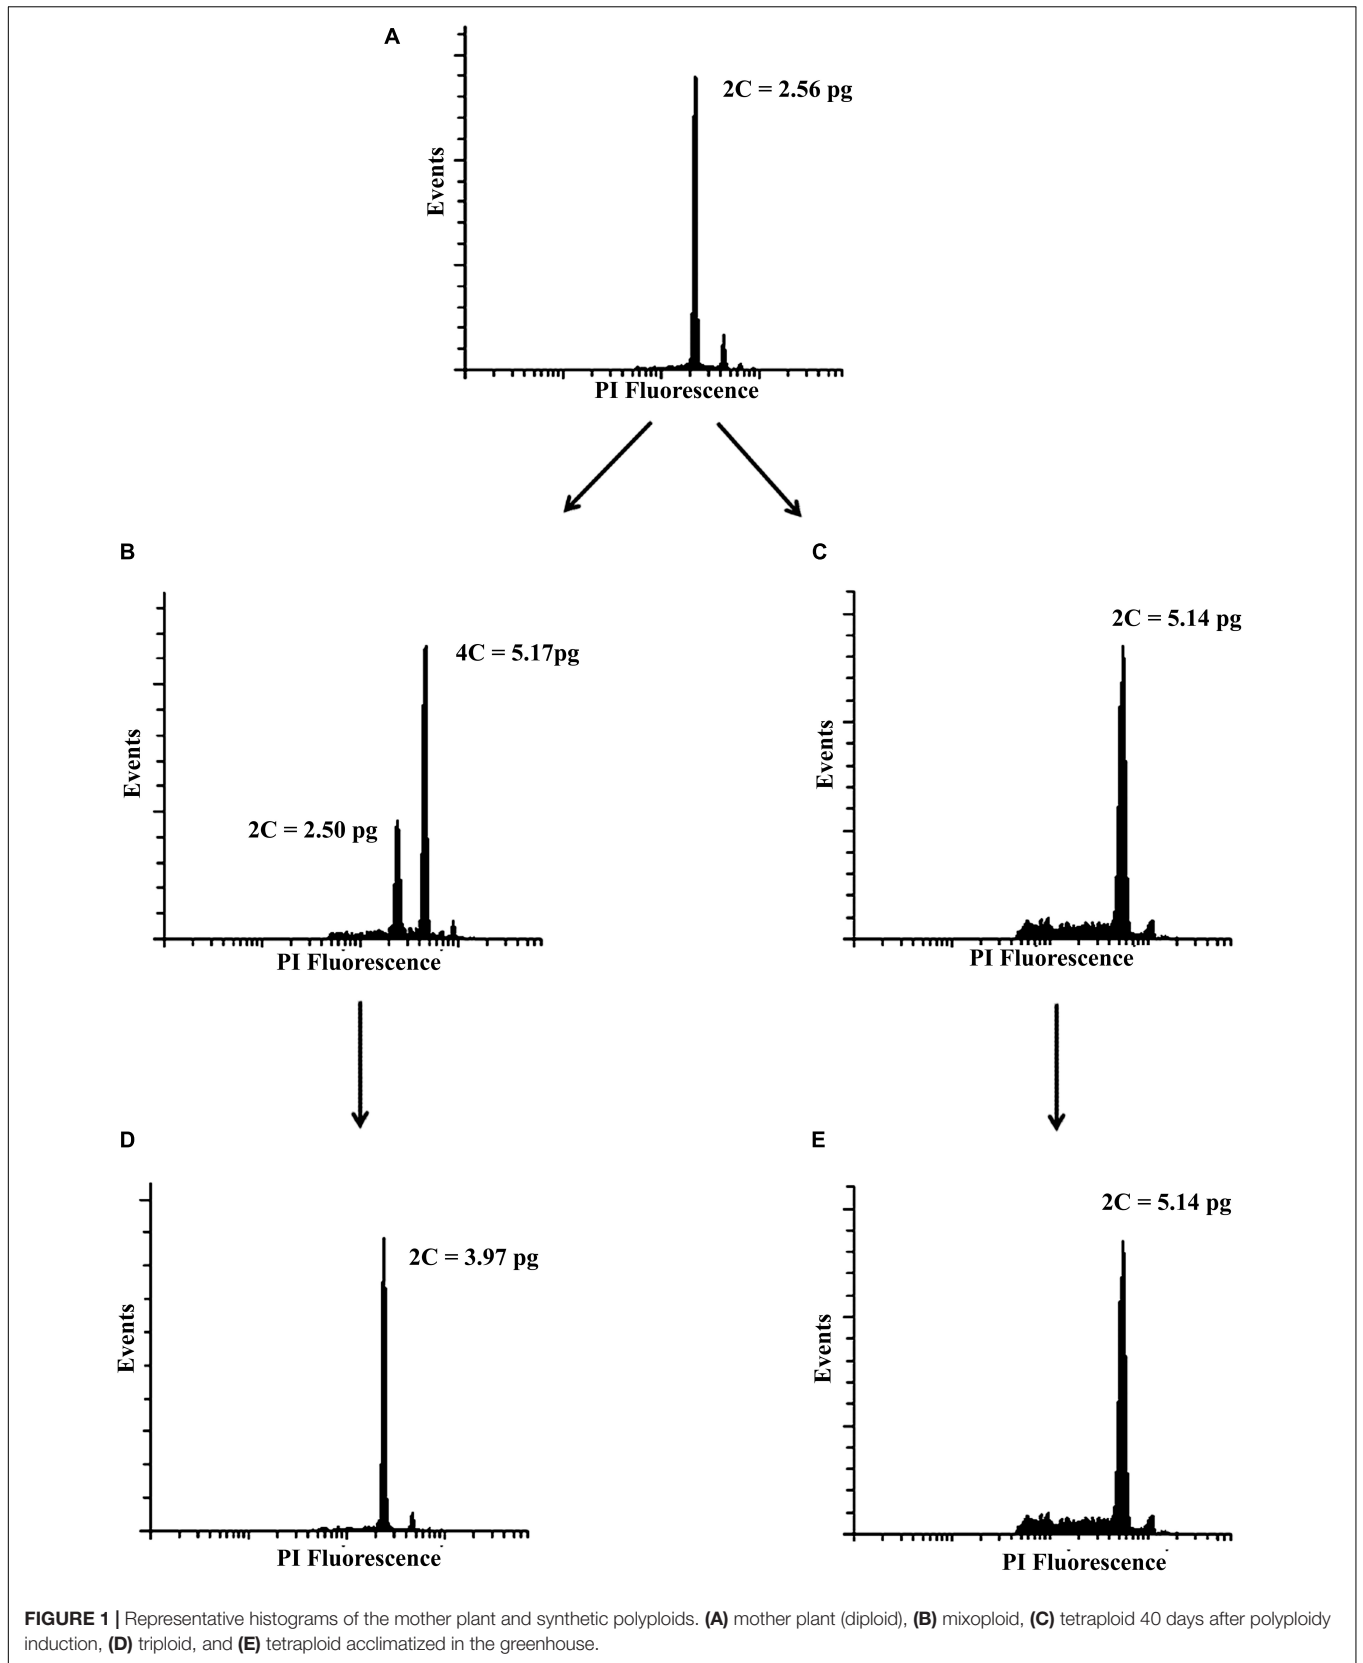 A
2C = 2.56 pg
Events
PI Fluorescence
B
4C = 5.17pg
2C = 2.50 pg
Events
PI Fluorescence
C
2C = 5.14 pg
Events
PI Fluorescence
D
2C = 3.97 pg
Events
PI Fluorescence
E
2C = 5.14 pg
Events
PI Fluorescence
FIGURE 1 | Representative histograms of the mother plant and synthetic polyploids. (A) mother plant (diploid), (B) mixoploid, (C) tetraploid 40 days after polyploidy
induction, (D) triploid, and (E) tetraploid acclimatized in the greenhouse.